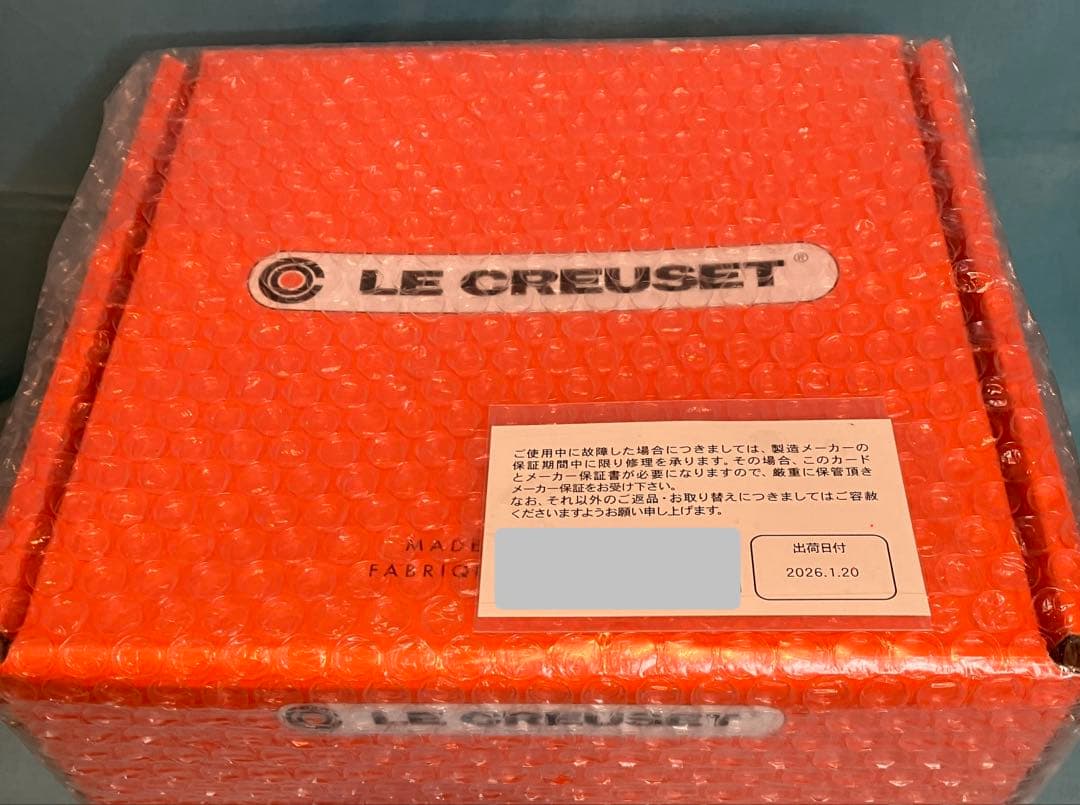 LE CREUSET®
ご使用中に故障した場合につきましては、製造メーカーの
保証期間中に限り修理を承ります。その場合、このカード
とメーカー保証書が必要になりますので、厳重に保管頂き
メーカー保証をお受け下さい。
なお、それ以外のご返品・お取り替えにつきましてはご容赦
くださいますようお願い申し上げます。
MADE
出荷日付
FABRIQ
2026.1.20
LE CREUSET